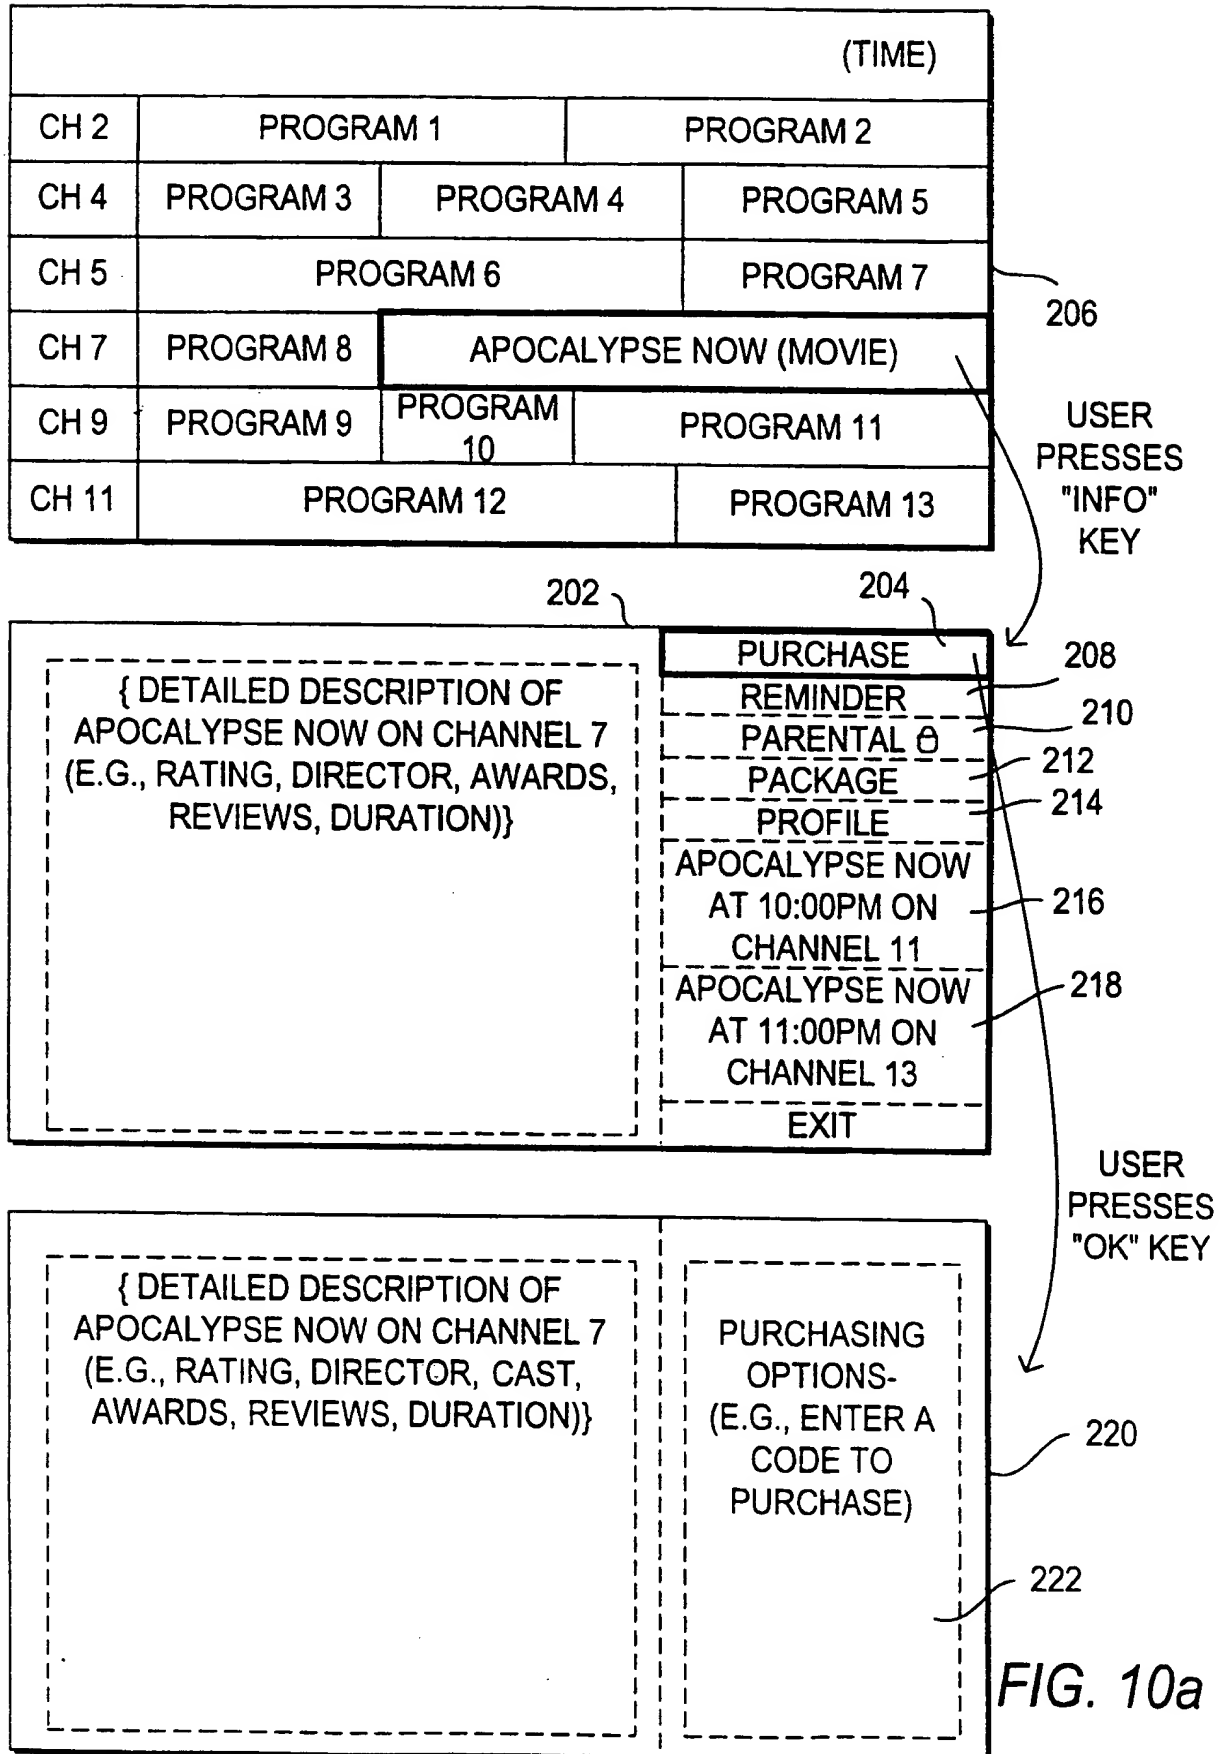 (TIME)
CH 2 PROGRAM 1 PROGRAM 2
CH 4 PROGRAM 3 PROGRAM 4 PROGRAM 5
CH 5 PROGRAM 6 PROGRAM 7
206
CH 7 PROGRAM 8 APOCALYPSE NOW (MOVIE)
CH 9 PROGRAM 9 PROGRAM
10 PROGRAM 11
CH 11 PROGRAM 12 PROGRAM 13
USER
PRESSES
"INFO"
KEY
202
204
{ DETAILED DESCRIPTION OF
APOCALYPSE NOW ON CHANNEL 7
(E.G., RATING, DIRECTOR, AWARDS,
REVIEWS, DURATION)}
PURCHASE
REMINDER
208
PARENTAL
210
PACKAGE
212
PROFILE
214
APOCALYPSE NOW
AT 10:00PM ON
CHANNEL 11
216
APOCALYPSE NOW
AT 11:00PM ON
CHANNEL 13
218
EXIT
USER
PRESSES
"OK" KEY
{ DETAILED DESCRIPTION OF
APOCALYPSE NOW ON CHANNEL 7
(E.G., RATING, DIRECTOR, CAST,
AWARDS, REVIEWS, DURATION)}
PURCHASING
OPTIONS-
(E.G., ENTER A
CODE TO
PURCHASE)
220
222
FIG. 10a